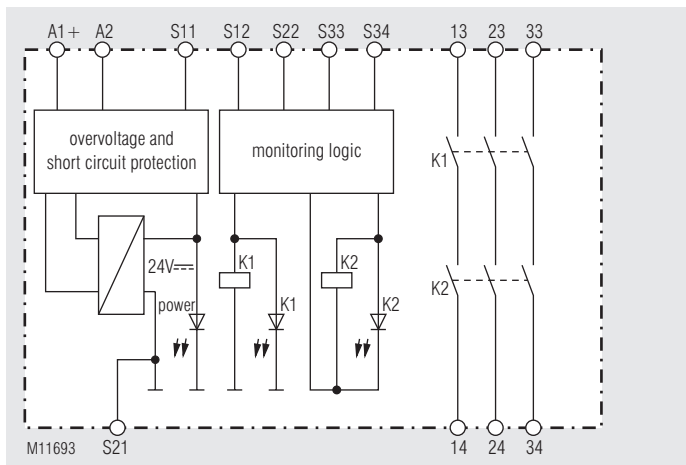 A1+ A2 S11 S12 S22 S33 S34 13 23 33
overvoltage and
short circuit protection
monitoring logic
K1
24V
K1
K2
K2
power
K1
K2
M11693 S21 14 24 34